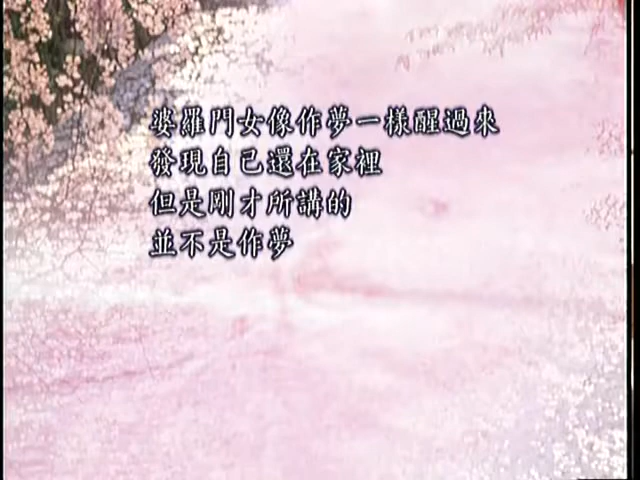 婆羅門女像作夢一樣醒過來
發現自己還在家裡
但是剛才所講的
並不是作夢